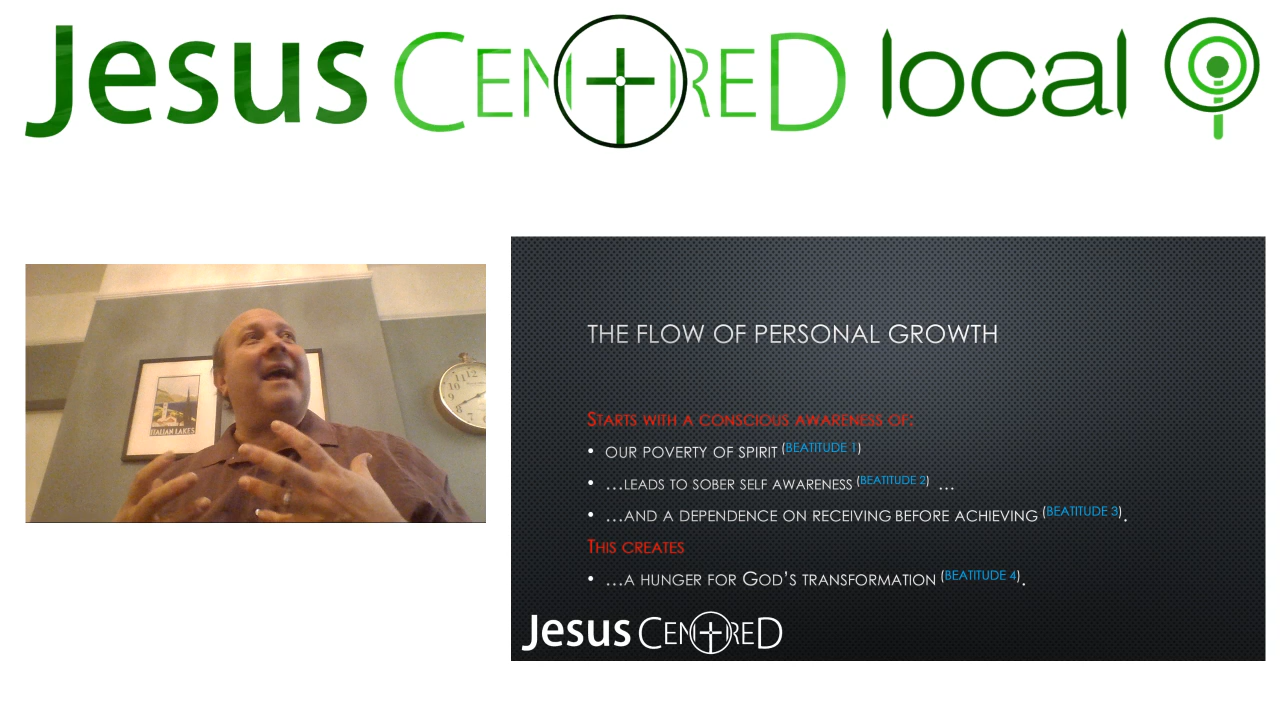 Jesus CENTRED local
ITALIAN LAKES
THE FLOW OF PERSONAL GROWTH
STARTS WITH A CONSCIOUS AWARENESS OF:
• OUR POVERTY OF SPIRIT (BEATITUDE 1)
• …LEADS TO SOBER SELF AWARENESS (BEATITUDE 2) …
• …AND A DEPENDENCE ON RECEIVING BEFORE ACHIEVING (BEATITUDE 3).
THIS CREATES
• …A HUNGER FOR GOD'S TRANSFORMATION (BEATITUDE 4).
Jesus CENTRED